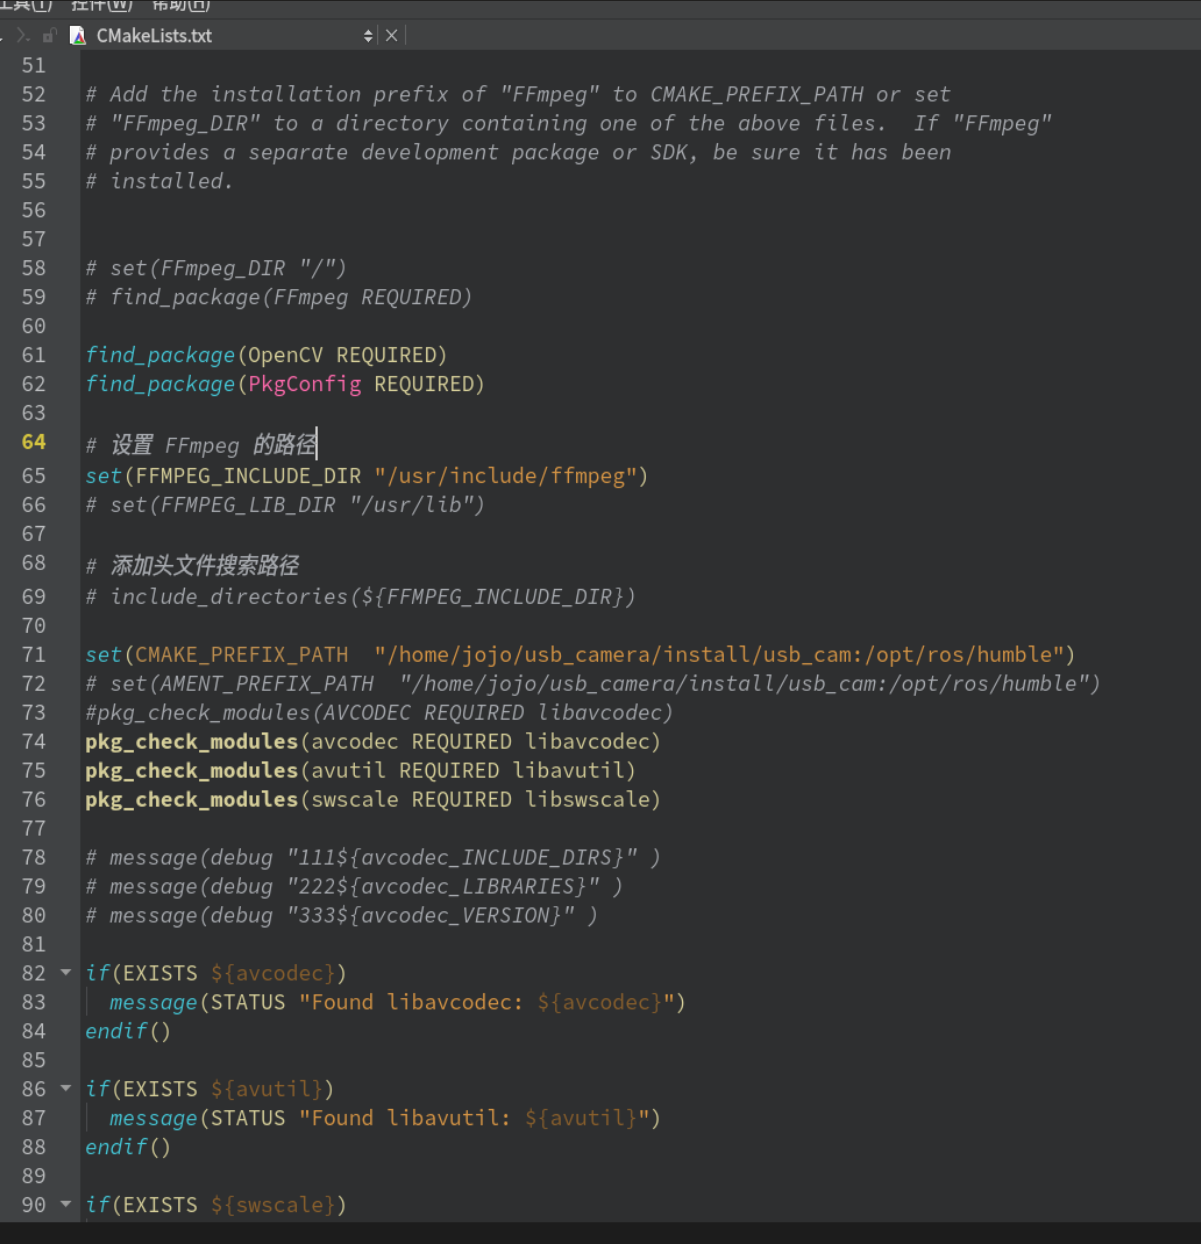 工具(T) 控件(W) 帮助(H)
CMakeLists.txt
51
52 # Add the installation prefix of "FFmpeg" to CMAKE_PREFIX_PATH or set
53 # "FFmpeg_DIR" to a directory containing one of the above files.  If "FFmpeg"
54 # provides a separate development package or SDK, be sure it has been
55 # installed.
56
57
58 # set(FFmpeg_DIR "/")
59 # find_package(FFmpeg REQUIRED)
60
61 find_package(OpenCV REQUIRED)
62 find_package(PkgConfig REQUIRED)
63
64 # 设置 FFmpeg 的路径
65 set(FFMPEG_INCLUDE_DIR "/usr/include/ffmpeg")
66 # set(FFMPEG_LIB_DIR "/usr/lib")
67
68 # 添加头文件搜索路径
69 # include_directories(${FFMPEG_INCLUDE_DIR})
70
71 set(CMAKE_PREFIX_PATH  "/home/jojo/usb_camera/install/usb_cam:/opt/ros/humble")
72 # set(AMENT_PREFIX_PATH  "/home/jojo/usb_camera/install/usb_cam:/opt/ros/humble")
73 #pkg_check_modules(AVCODEC REQUIRED libavcodec)
74 pkg_check_modules(avcodec REQUIRED libavcodec)
75 pkg_check_modules(avutil REQUIRED libavutil)
76 pkg_check_modules(swscale REQUIRED libswscale)
77
78 # message(debug "111${avcodec_INCLUDE_DIRS}" )
79 # message(debug "222${avcodec_LIBRARIES}" )
80 # message(debug "333${avcodec_VERSION}" )
81
82 if(EXISTS ${avcodec})
83   message(STATUS "Found libavcodec: ${avcodec}")
84 endif()
85
86 if(EXISTS ${avutil})
87   message(STATUS "Found libavutil: ${avutil}")
88 endif()
89
90 if(EXISTS ${swscale})